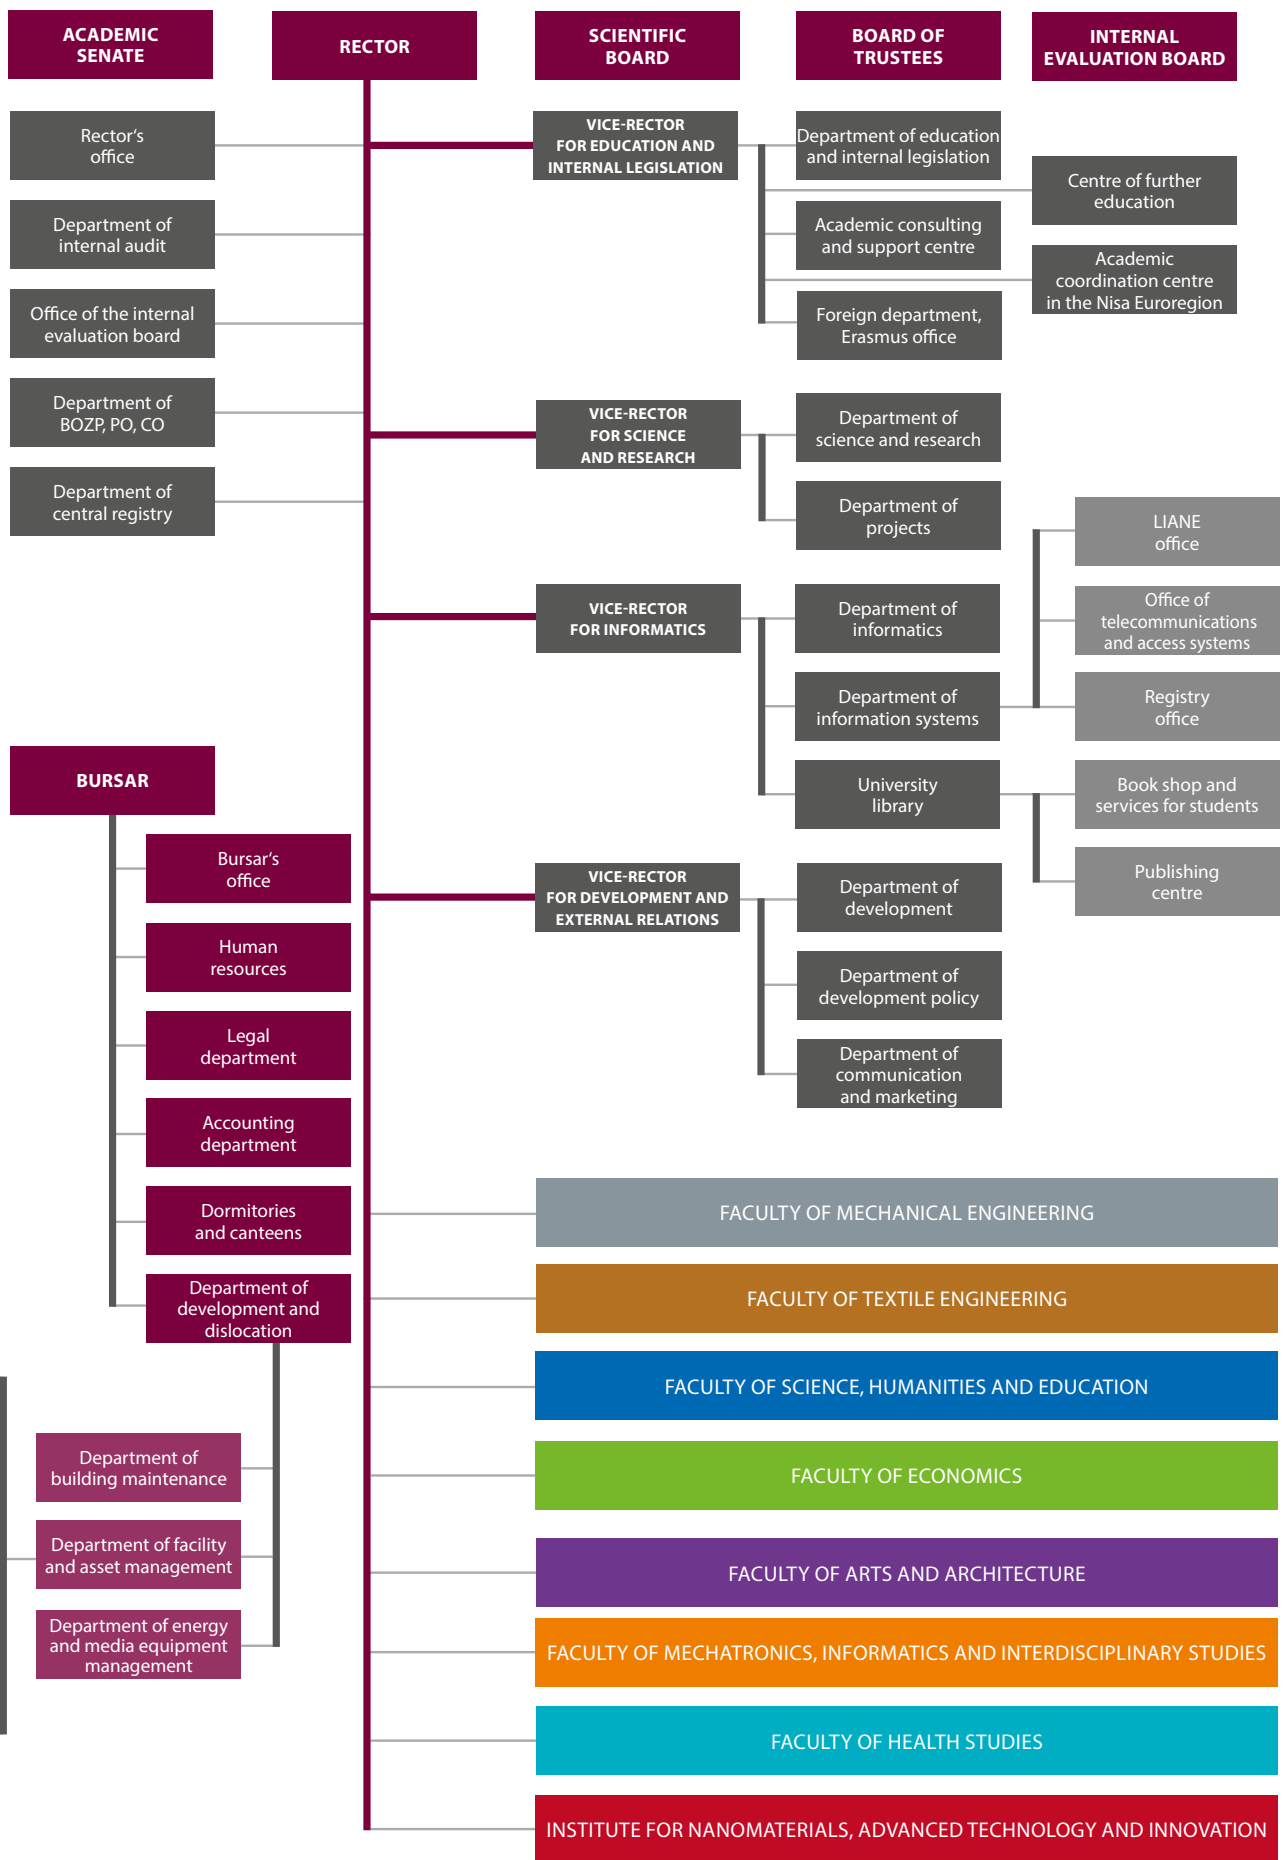 ACADEMIC
SENATE
RECTOR
SCIENTIFIC
BOARD
BOARD OF
TRUSTEES
INTERNAL
EVALUATION BOARD
Rector‘s
office
Department of
internal audit
Office of the internal
evaluation board
Department of
BOZP, PO, CO
Department of
central registry
VICE-RECTOR
FOR EDUCATION AND
INTERNAL LEGISLATION
Department of education
and internal legislation
Centre of further
education
Academic consulting
and support centre
Academic
coordination centre
in the Nisa Euroregion
Foreign department,
Erasmus office
VICE-RECTOR
FOR SCIENCE
AND RESEARCH
Department of
science and research
Department of
projects
VICE-RECTOR
FOR INFORMATICS
Department of
informatics
Department of
information systems
University
library
LIANE
office
Office of
telecommunications
and access systems
Registry
office
Book shop and
services for students
Publishing
centre
VICE-RECTOR
FOR DEVELOPMENT AND
EXTERNAL RELATIONS
Department of
development
Department of
development policy
Department of
communication
and marketing
BURSAR
Bursar‘s
office
Human
resources
Legal
department
Accounting
department
Dormitories
and canteens
Department of
development and
dislocation
Department of
building maintenance
Department of facility
and asset management
Department of energy
and media equipment
management
FACULTY OF MECHANICAL ENGINEERING
FACULTY OF TEXTILE ENGINEERING
FACULTY OF SCIENCE, HUMANITIES AND EDUCATION
FACULTY OF ECONOMICS
FACULTY OF ARTS AND ARCHITECTURE
FACULTY OF MECHATRONICS, INFORMATICS AND INTERDISCIPLINARY STUDIES
FACULTY OF HEALTH STUDIES
INSTITUTE FOR NANOMATERIALS, ADVANCED TECHNOLOGY AND INNOVATION